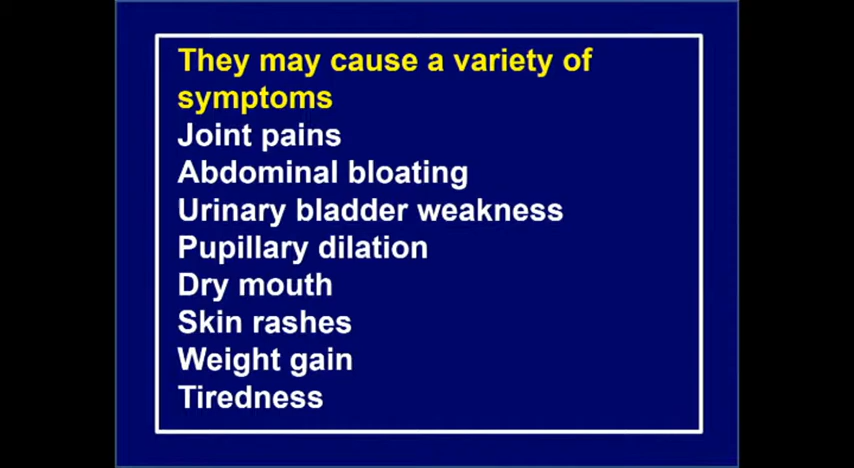 They may cause a variety of
symptoms
Joint pains
Abdominal bloating
Urinary bladder weakness
Pupillary dilation
Dry mouth
Skin rashes
Weight gain
Tiredness